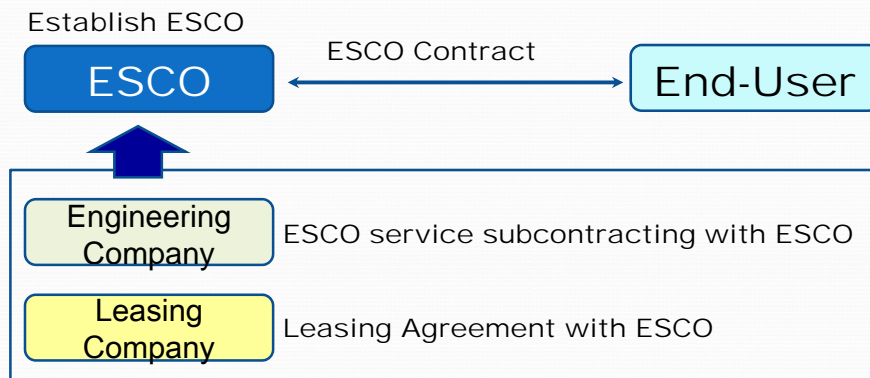 Establish ESCO
ESCO
ESCO Contract
End-User
Engineering
Company
ESCO service subcontracting with ESCO
Leasing
Company
Leasing Agreement with ESCO